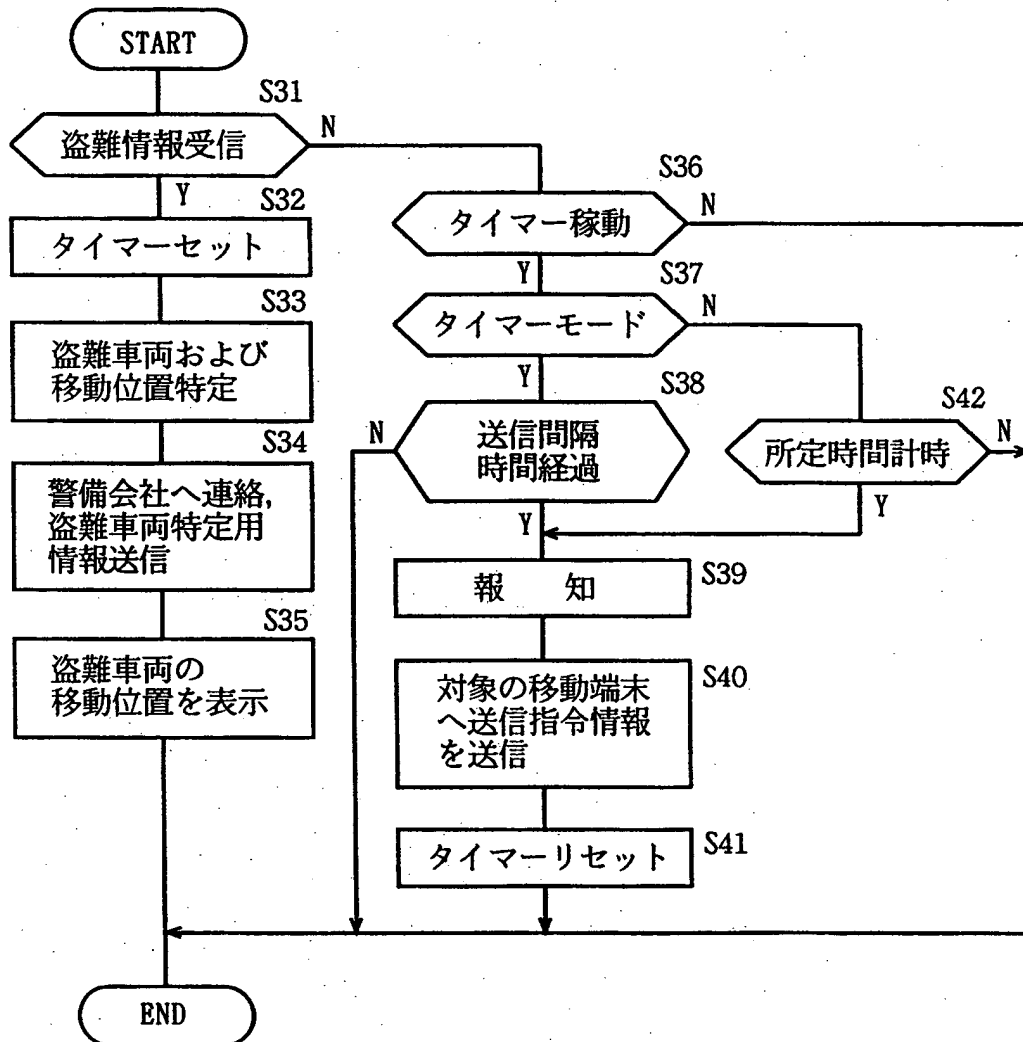 START
S31
盗難情報受信
N
Y
S32
タイマーセット
S33
盗難車両および
移動位置特定
S34
警備会社へ連絡,
盗難車両特定用
情報送信
S35
盗難車両の
移動位置を表示
END
S36
タイマー稼動
N
Y
S37
タイマーモード
N
Y
S38
N
送信間隔
時間経過
Y
S42
所定時間計時
N
Y
報 知
S39
対象の移動端末
へ送信指令情報
を送信
S40
タイマーリセット
S41